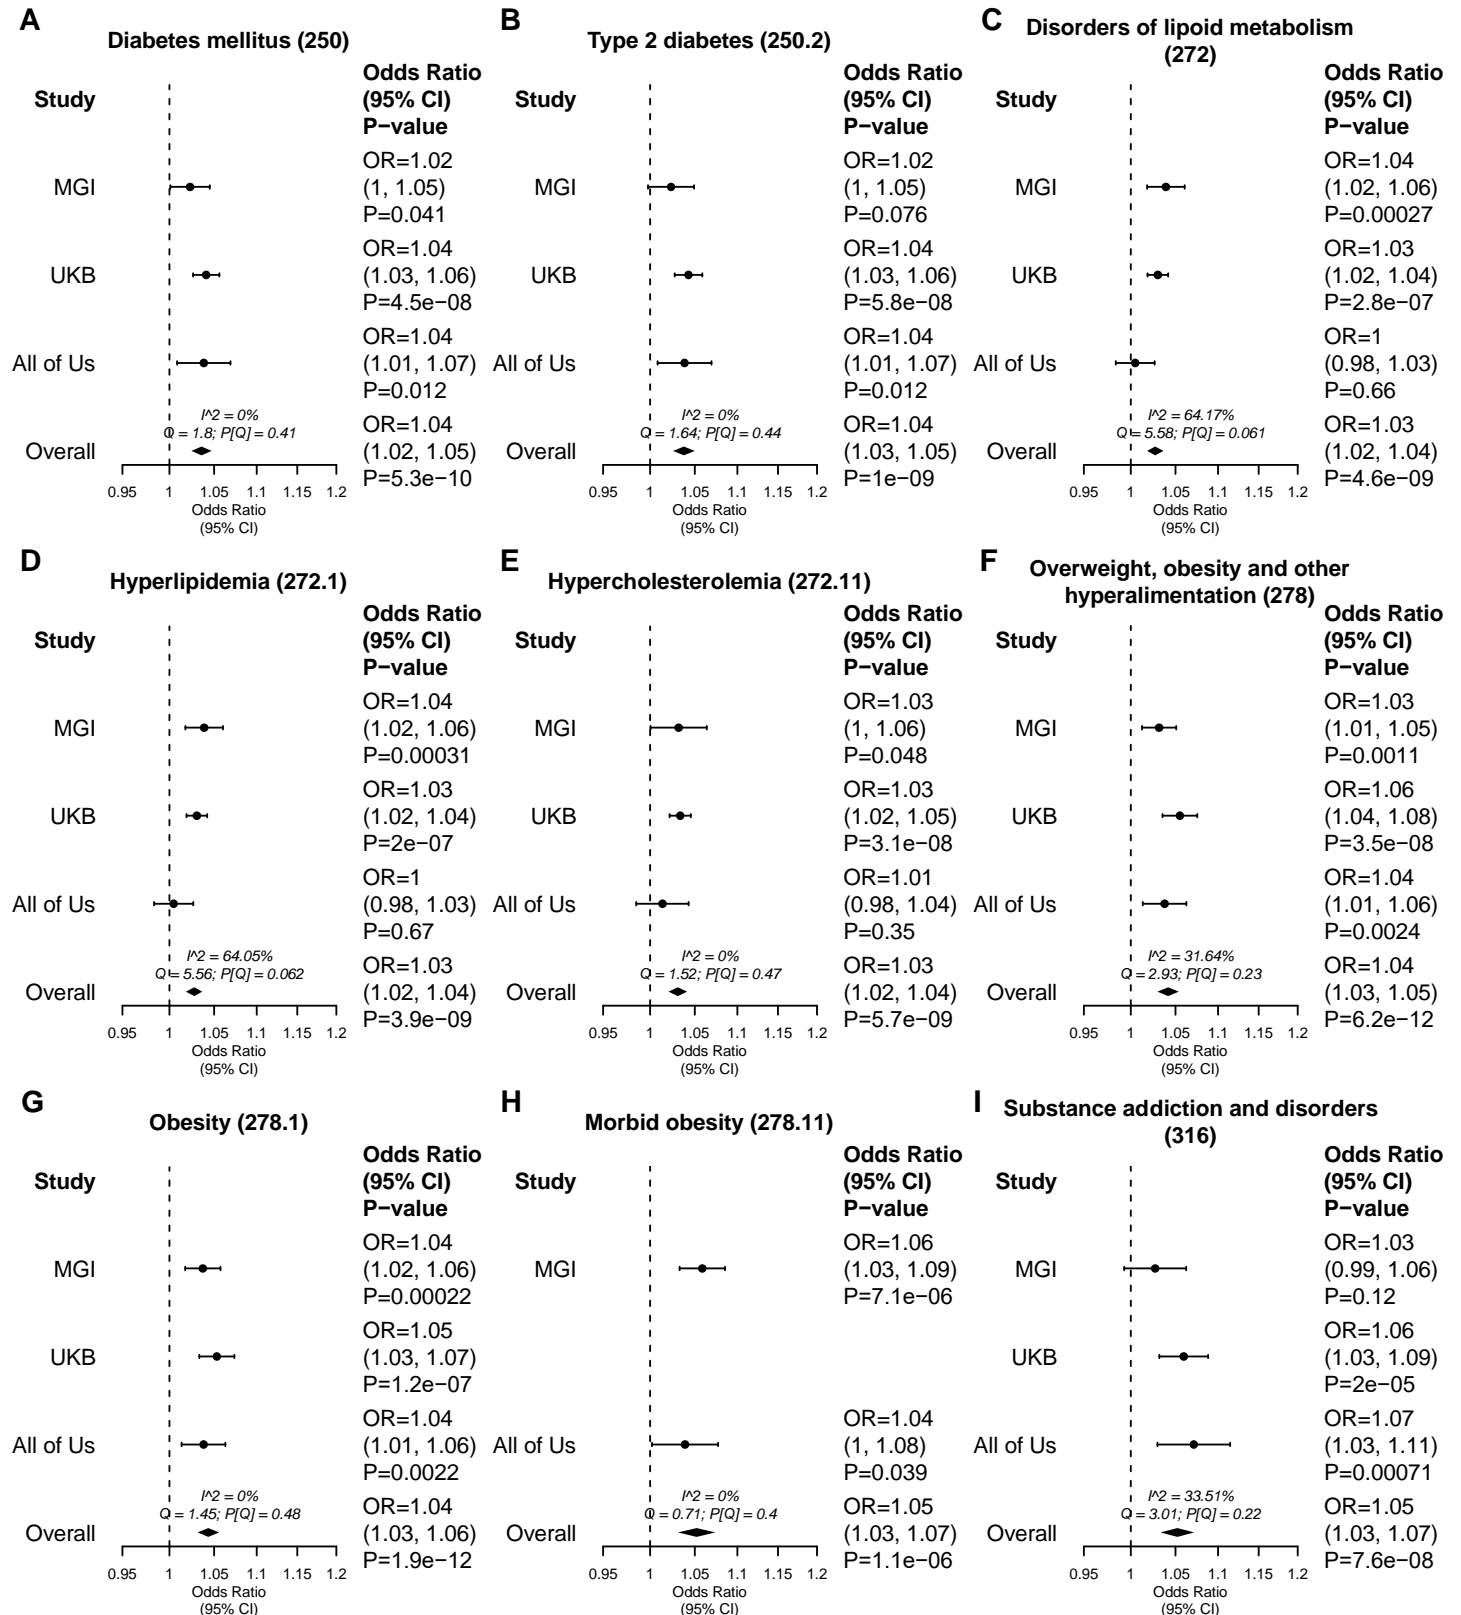 A
Diabetes mellitus (250)
Study
Odds Ratio
(95% CI)
P−value
MGI
OR=1.02
(1, 1.05)
P=0.041
UKB
OR=1.04
(1.03, 1.06)
P=4.5e−08
All of Us
OR=1.04
(1.01, 1.07)
P=0.012
I^2 = 0%
Q = 1.8; P[Q] = 0.41
Overall
OR=1.04
(1.02, 1.05)
P=5.3e−10
0.95 1 1.05 1.1 1.15 1.2
Odds Ratio
(95% CI)
B
Type 2 diabetes (250.2)
Study
Odds Ratio
(95% CI)
P−value
MGI
OR=1.02
(1, 1.05)
P=0.076
UKB
OR=1.04
(1.03, 1.06)
P=5.8e−08
All of Us
OR=1.04
(1.01, 1.07)
P=0.012
I^2 = 0%
Q = 1.64; P[Q] = 0.44
Overall
OR=1.04
(1.03, 1.05)
P=1e−09
0.95 1 1.05 1.1 1.15 1.2
Odds Ratio
(95% CI)
C
Disorders of lipoid metabolism
(272)
Study
Odds Ratio
(95% CI)
P−value
MGI
OR=1.04
(1.02, 1.06)
P=0.00027
UKB
OR=1.03
(1.02, 1.04)
P=2.8e−07
All of Us
OR=1
(0.98, 1.03)
P=0.66
I^2 = 64.17%
Q = 5.58; P[Q] = 0.061
Overall
OR=1.03
(1.02, 1.04)
P=4.6e−09
0.95 1 1.05 1.1 1.15 1.2
Odds Ratio
(95% CI)
D
Hyperlipidemia (272.1)
Study
Odds Ratio
(95% CI)
P−value
MGI
OR=1.04
(1.02, 1.06)
P=0.00031
UKB
OR=1.03
(1.02, 1.04)
P=2e−07
All of Us
OR=1
(0.98, 1.03)
P=0.67
I^2 = 64.05%
Q = 5.56; P[Q] = 0.062
Overall
OR=1.03
(1.02, 1.04)
P=3.9e−09
0.95 1 1.05 1.1 1.15 1.2
Odds Ratio
(95% CI)
E
Hypercholesterolemia (272.11)
Study
Odds Ratio
(95% CI)
P−value
MGI
OR=1.03
(1, 1.06)
P=0.048
UKB
OR=1.03
(1.02, 1.05)
P=3.1e−08
All of Us
OR=1.01
(0.98, 1.04)
P=0.35
I^2 = 0%
Q = 1.52; P[Q] = 0.47
Overall
OR=1.03
(1.02, 1.04)
P=5.7e−09
0.95 1 1.05 1.1 1.15 1.2
Odds Ratio
(95% CI)
F
Overweight, obesity and other
hyperalimentation (278)
Study
Odds Ratio
(95% CI)
P−value
MGI
OR=1.03
(1.01, 1.05)
P=0.0011
UKB
OR=1.06
(1.04, 1.08)
P=3.5e−08
All of Us
OR=1.04
(1.01, 1.06)
P=0.0024
I^2 = 31.64%
Q = 2.93; P[Q] = 0.23
Overall
OR=1.04
(1.03, 1.05)
P=6.2e−12
0.95 1 1.05 1.1 1.15 1.2
Odds Ratio
(95% CI)
G
Obesity (278.1)
Study
Odds Ratio
(95% CI)
P−value
MGI
OR=1.04
(1.02, 1.06)
P=0.00022
UKB
OR=1.05
(1.03, 1.07)
P=1.2e−07
All of Us
OR=1.04
(1.01, 1.06)
P=0.0022
I^2 = 0%
Q = 1.45; P[Q] = 0.48
Overall
OR=1.04
(1.03, 1.06)
P=1.9e−12
0.95 1 1.05 1.1 1.15 1.2
Odds Ratio
(95% CI)
H
Morbid obesity (278.11)
Study
Odds Ratio
(95% CI)
P−value
MGI
OR=1.06
(1.03, 1.09)
P=7.1e−06
All of Us
OR=1.04
(1, 1.08)
P=0.039
I^2 = 0%
Q = 0.71; P[Q] = 0.4
Overall
OR=1.05
(1.03, 1.07)
P=1.1e−06
0.95 1 1.05 1.1 1.15 1.2
Odds Ratio
(95% CI)
I
Substance addiction and disorders
(316)
Study
Odds Ratio
(95% CI)
P−value
MGI
OR=1.03
(0.99, 1.06)
P=0.12
UKB
OR=1.06
(1.03, 1.09)
P=2e−05
All of Us
OR=1.07
(1.03, 1.11)
P=0.00071
I^2 = 33.51%
Q = 3.01; P[Q] = 0.22
Overall
OR=1.05
(1.03, 1.07)
P=7.6e−08
0.95 1 1.05 1.1 1.15 1.2
Odds Ratio
(95% CI)